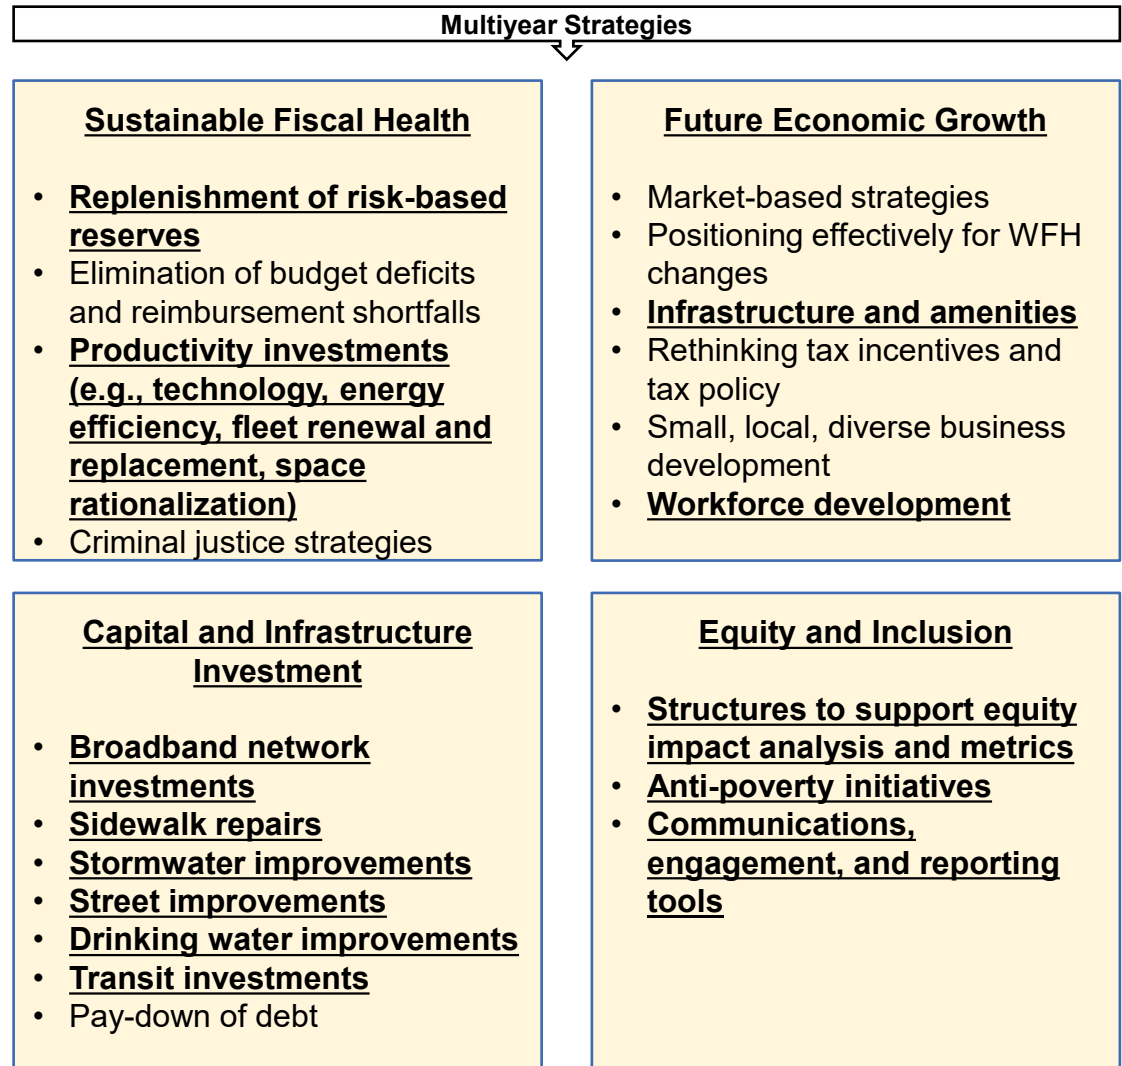 Multiyear Strategies
Sustainable Fiscal Health
• Replenishment of risk-based
reserves
• Elimination of budget deficits
and reimbursement shortfalls
• Productivity investments
(e.g., technology, energy
efficiency, fleet renewal and
replacement, space
rationalization)
• Criminal justice strategies
Future Economic Growth
• Market-based strategies
• Positioning effectively for WFH
changes
• Infrastructure and amenities
• Rethinking tax incentives and
tax policy
• Small, local, diverse business
development
• Workforce development
Capital and Infrastructure
Investment
• Broadband network
investments
• Sidewalk repairs
• Stormwater improvements
• Street improvements
• Drinking water improvements
• Transit investments
• Pay-down of debt
Equity and Inclusion
• Structures to support equity
impact analysis and metrics
• Anti-poverty initiatives
• Communications,
engagement, and reporting
tools